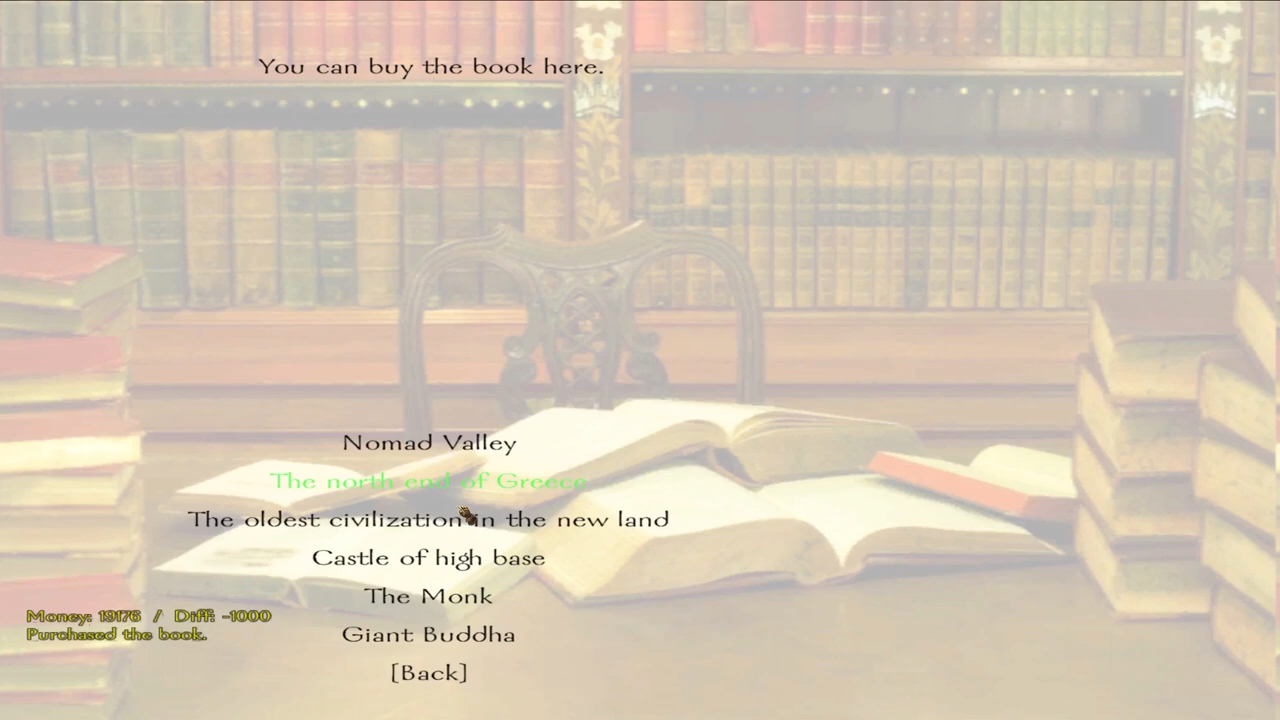 You can buy the book here.
Nomad Valley
The north end of Greece
The oldest civilization in the new land
Castle of high base
The Monk
Giant Buddha
[Back]
Money: 19176 / Diff: -1000
Purchased the book.